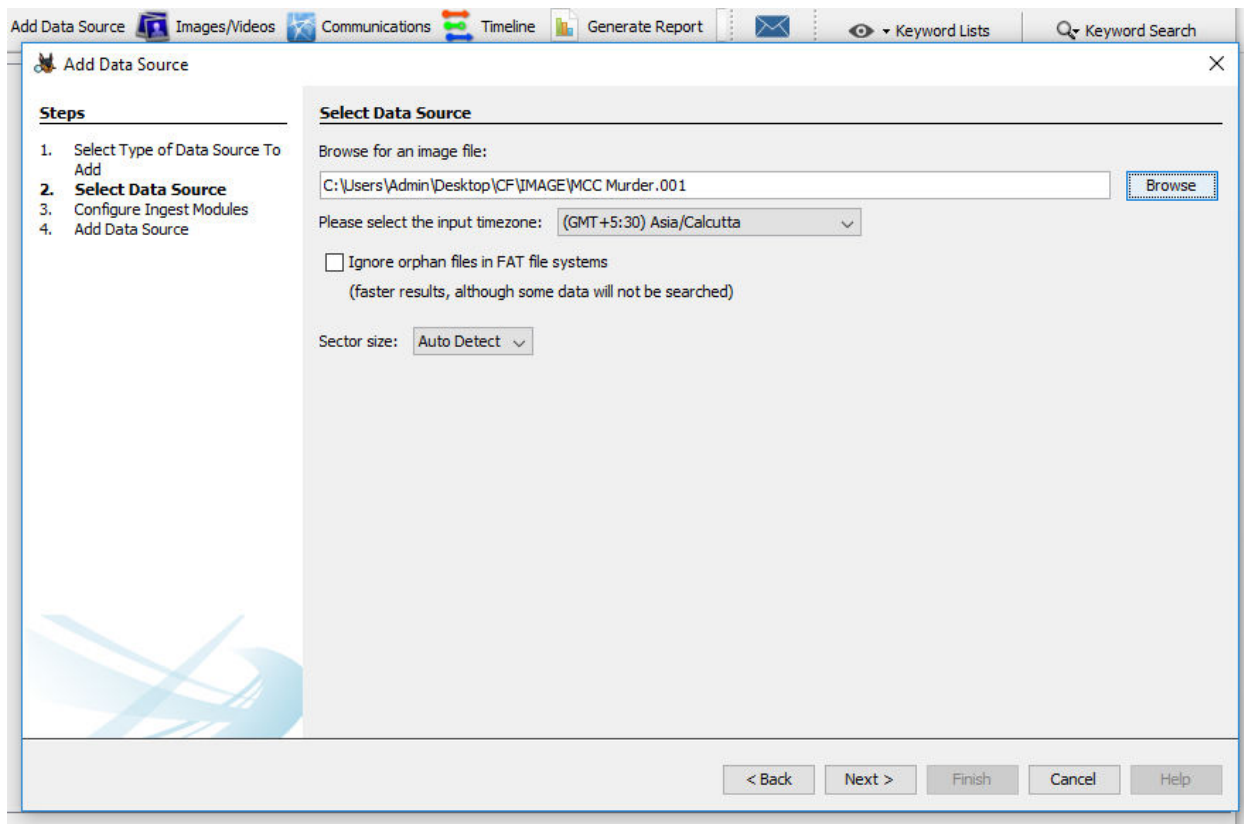 Add Data Source Images/Videos Communications Timeline Generate Report Keyword Lists Keyword Search
Add Data Source
Steps
1. Select Type of Data Source To
Add
2. Select Data Source
3. Configure Ingest Modules
4. Add Data Source
Select Data Source
Browse for an image file:
C:\Users\Admin\Desktop\CF\IMAGE\MCC Murder.001 Browse
Please select the input timezone: (GMT+5:30) Asia/Calcutta
Ignore orphan files in FAT file systems
(faster results, although some data will not be searched)
Sector size: Auto Detect
< Back Next > Finish Cancel Help